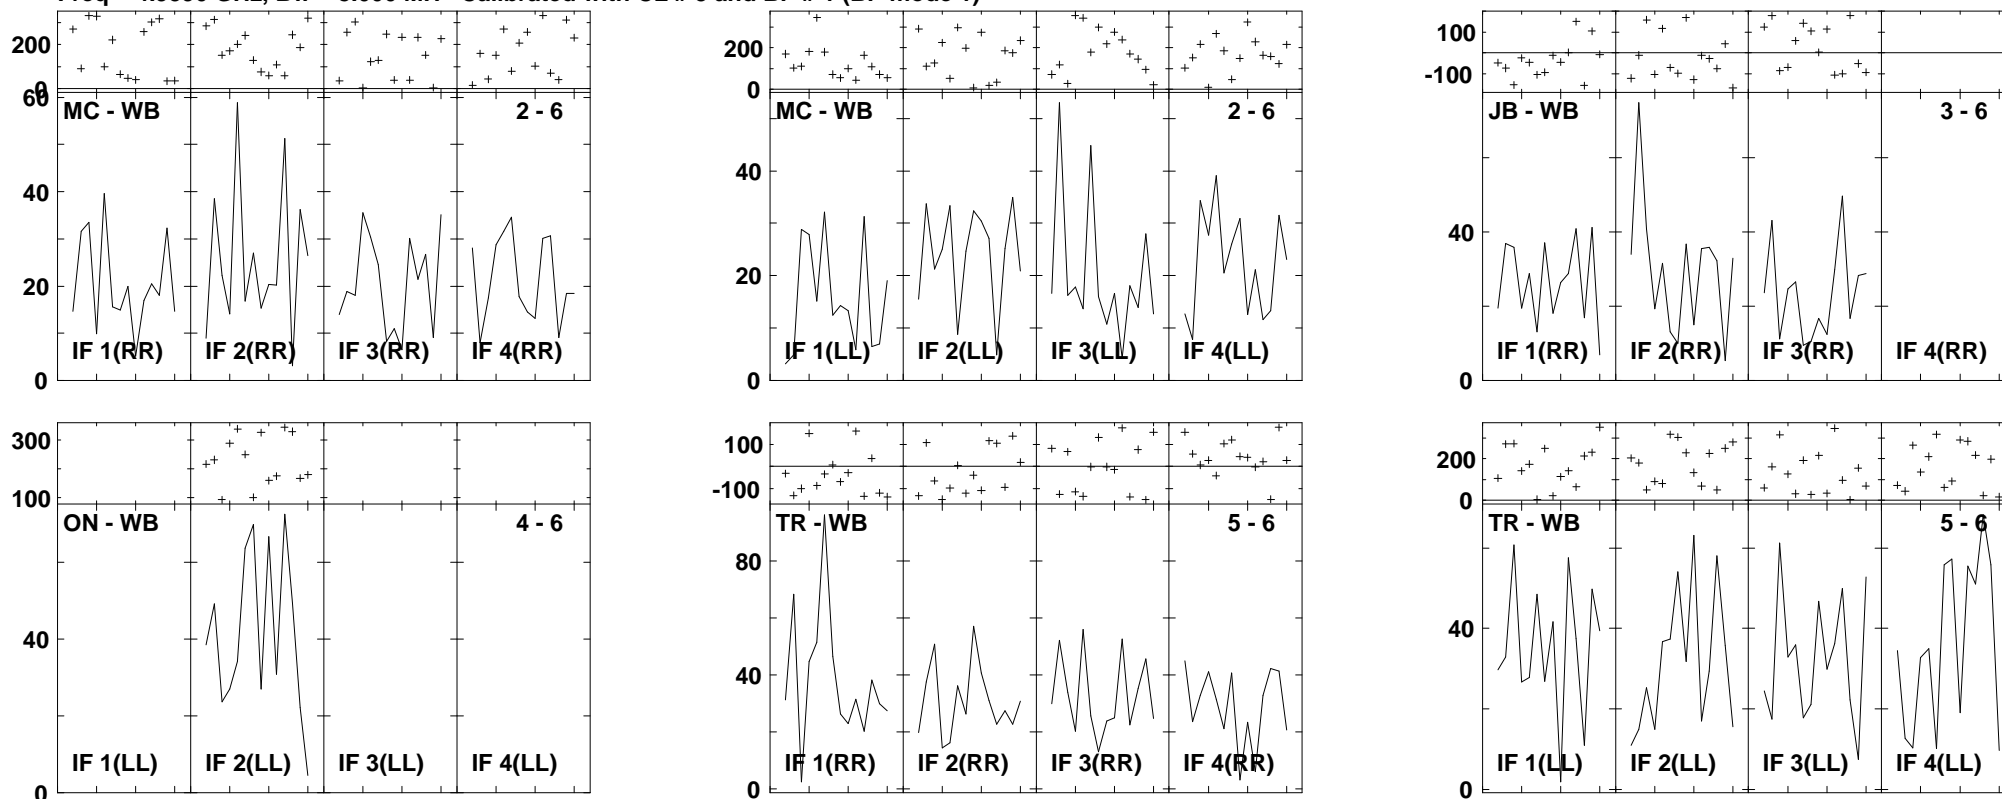 200
0
200
0
100
-100
60
MC - WB 2 - 6
MC - WB 2 - 6
JB - WB 3 - 6
40
40
40
20
20
IF 1(RR) IF 2(RR) IF 3(RR) IF 4(RR)
IF 1(LL) IF 2(LL) IF 3(LL) IF 4(LL)
IF 1(RR) IF 2(RR) IF 3(RR) IF 4(RR)
0
0
0
300
100
100
-100
200
0
ON - WB 4 - 6
TR - WB 5 - 6
TR - WB 5 - 6
80
40
40
40
IF 1(LL) IF 2(LL) IF 3(LL) IF 4(LL)
IF 1(RR) IF 2(RR) IF 3(RR) IF 4(RR)
IF 1(LL) IF 2(LL) IF 3(LL) IF 4(LL)
0
0
0